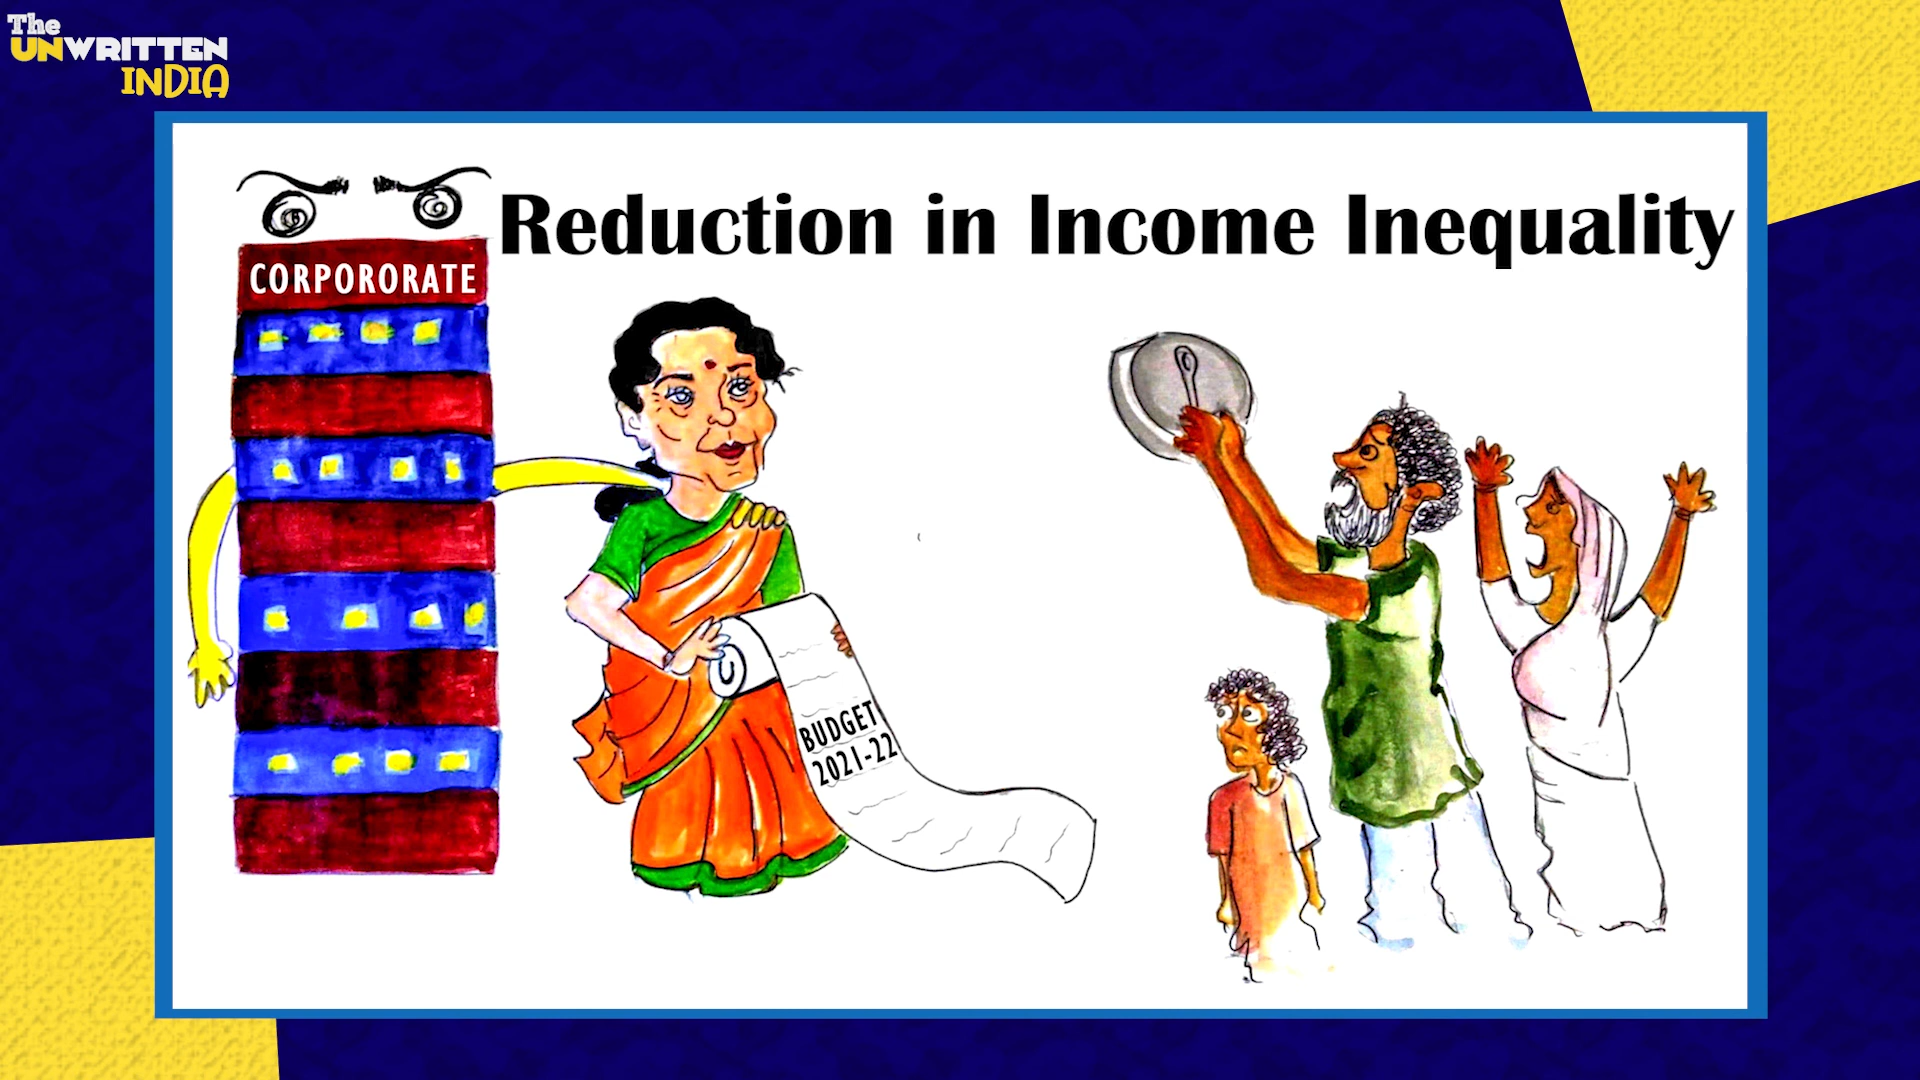 The
UNWRITTEN
INDIA
Reduction in Income Inequality
CORPORORATE
BUDGET
2021-22